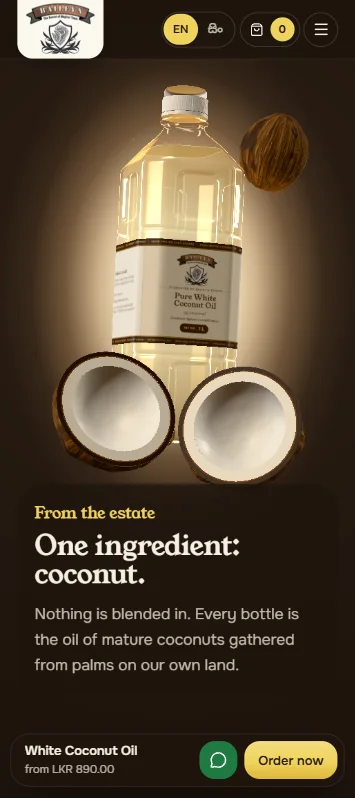 RATEULA
EN
සිං
0
Pure White
Coconut Oil
From the estate
One ingredient:
coconut.
Nothing is blended in. Every bottle is
the oil of mature coconuts gathered
from palms on our own land.
White Coconut Oil
from LKR 890.00
Order now